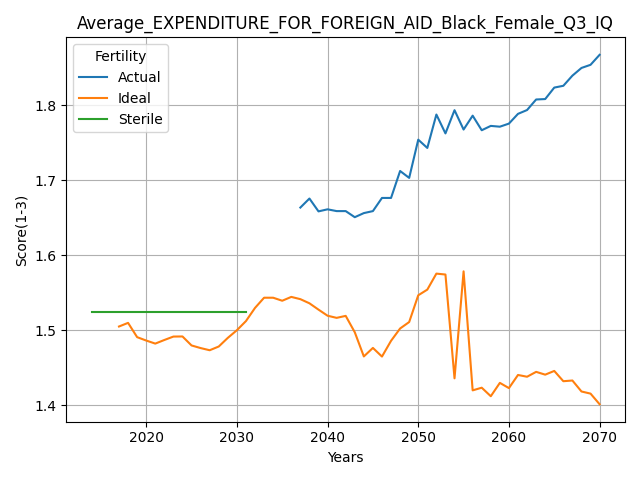 Average_EXPENDITURE_FOR_FOREIGN_AID_Black_Female_Q3_IQ
Fertility
Actual
Ideal
Sterile
Score(1-3)
1.8
1.7
1.6
1.5
1.4
2020 2030 2040 2050 2060 2070
Years